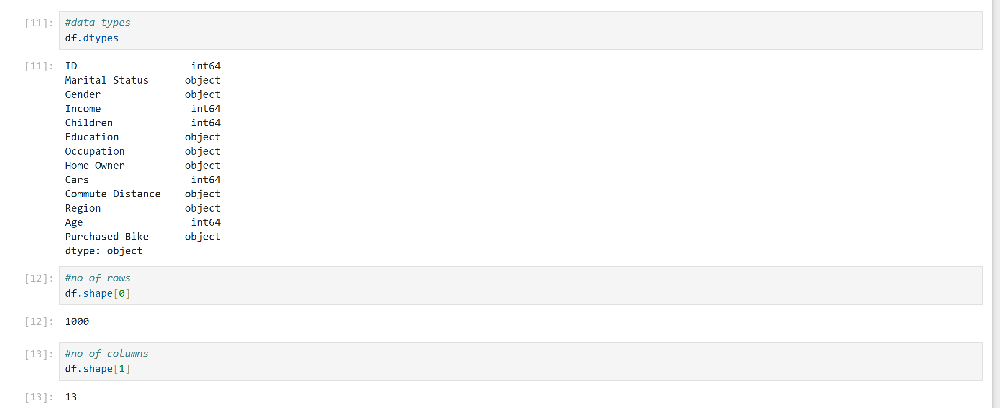 [11]: #data types
df.dtypes
[11]: ID int64
Marital Status object
Gender object
Income int64
Children int64
Education object
Occupation object
Home Owner object
Cars int64
Commute Distance object
Region object
Age int64
Purchased Bike object
dtype: object
[12]: #no of rows
df.shape[0]
[12]: 1000
[13]: #no of columns
df.shape[1]
[13]: 13